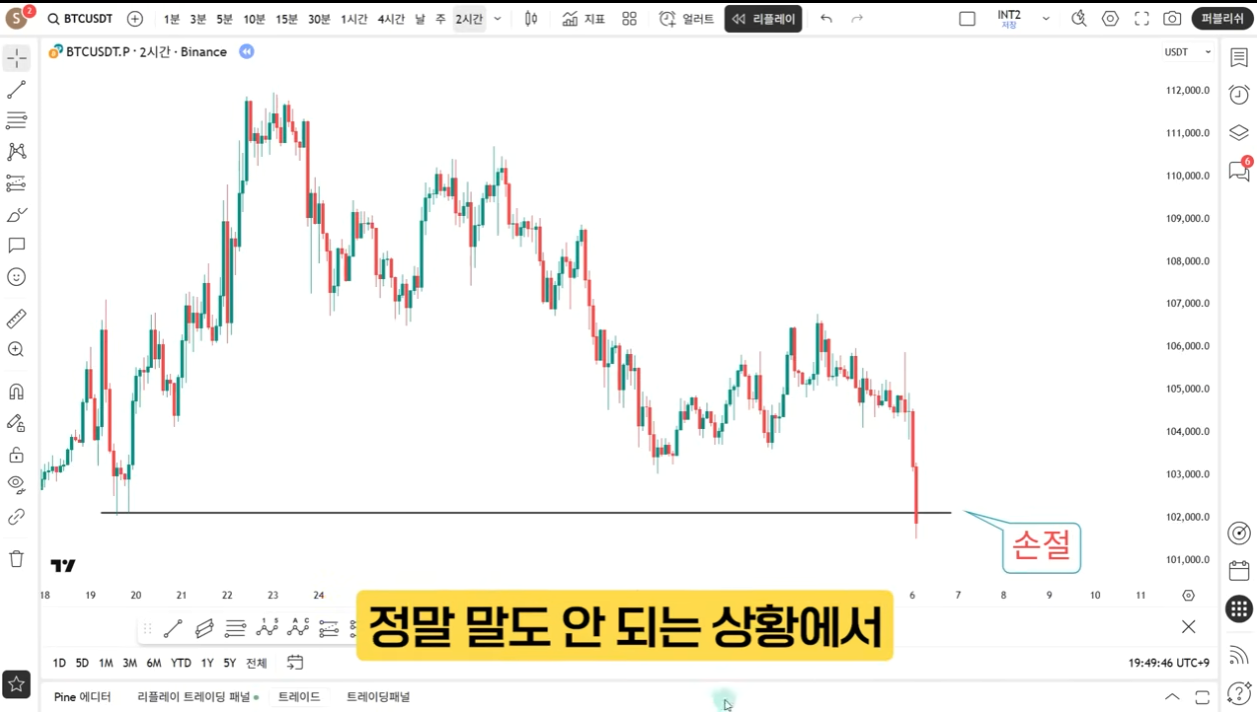 S 2 BTCUSDT 1분 3분 5분 10분 15분 30분 1시간 4시간 날 주 2시간 지표 얼러트 리플레이 INT2 퍼블리쉬
저장
BTCUSDT.P · 2시간 · Binance
USDT
112,000.0
111,000.0
110,000.0
109,000.0
108,000.0
107,000.0
106,000.0
105,000.0
104,000.0
103,000.0
102,000.0
101,000.0
6
손절
18 19 20 21 22 23 24 6 7 8 9 10 11
정말 말도 안 되는 상황에서
1D 5D 1M 3M 6M YTD 1Y 5Y 전체
19:49:46 UTC+9
Pine 에디터 리플레이 트레이딩 패널 트레이드 트레이딩패널